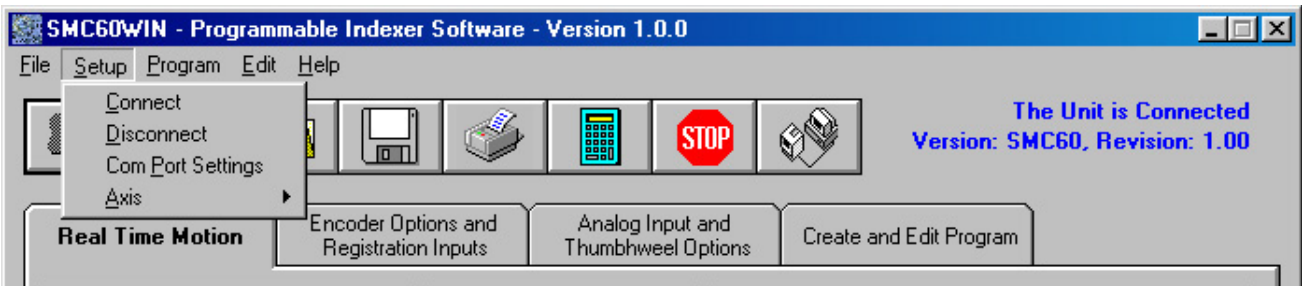 SMC60WIN - Programmable Indexer Software - Version 1.0.0
File Setup Program Edit Help
Connect
Disconnect
Com Port Settings
Axis
STOP
The Unit is Connected
Version: SMC60, Revision: 1.00
Real Time Motion
Encoder Options and
Registration Inputs
Analog Input and
Thumbhweel Options
Create and Edit Program